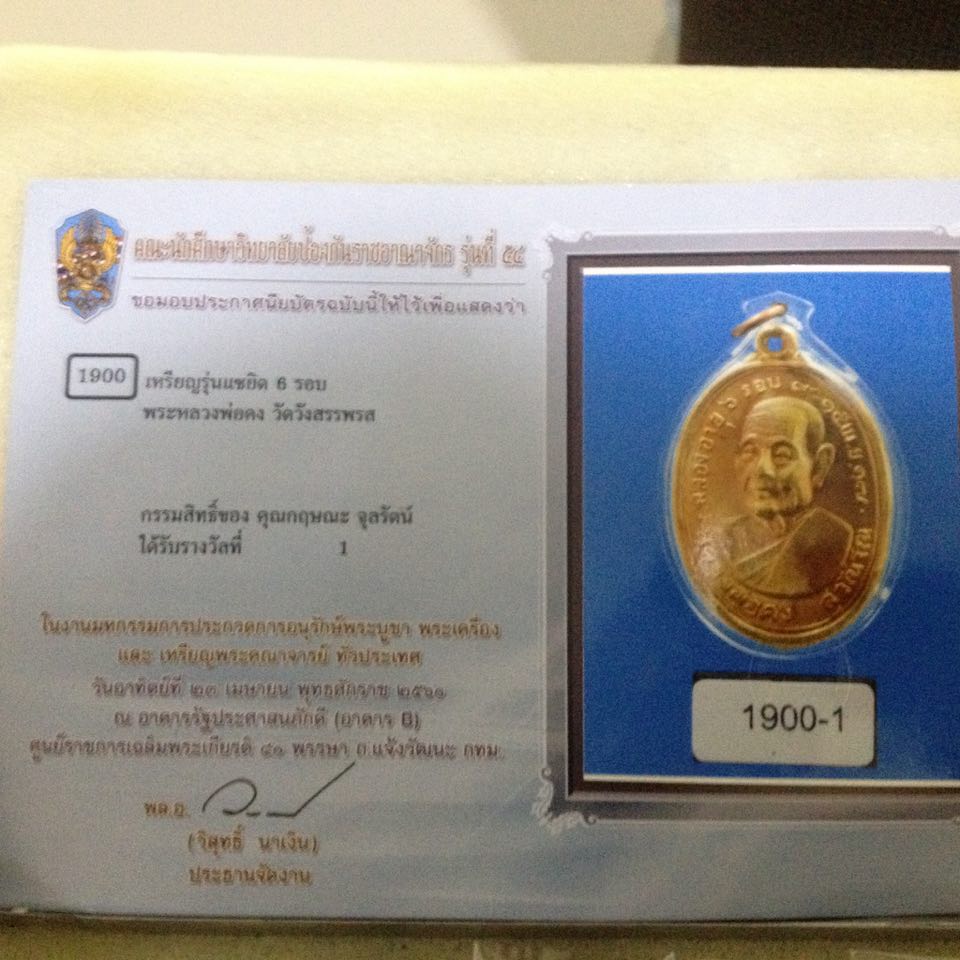 คณะนักศึกษาวิทยาลัยป้องกันราชอาณาจักร รุ่นที่ ๕๔
ขอมอบประกาศนียบัตรฉบับนี้ให้ไว้เพื่อแสดงว่า
1900 เหรียญรุ่นแซยิด 6 รอบ
พระหลวงพ่อคง วัดวังสรรพรส
กรรมสิทธิ์ของ คุณกฤษณะ จุลรัตน์
ได้รับรางวัลที่ 1
ในงานมหกรรมการประกวดการอนุรักษ์พระบูชา พระเครื่อง
และ เหรียญพระคณาจารย์ ทั่วประเทศ
วันอาทิตย์ที่ ๒๓ เมษายน พุทธศักราช
ณ อาคารรัฐประศาสนภักดี (อาคาร B)
ศูนย์ราชการเฉลิมพระเกียรติ พรรษา ถ.แจ้งวัฒนะ กทม.
พล.อ.
(วิสุทธิ์ นาเงิน)
ประธานจัดงาน
ฉลองอายุ ๖ รอบ
พ่อคง
1900-1